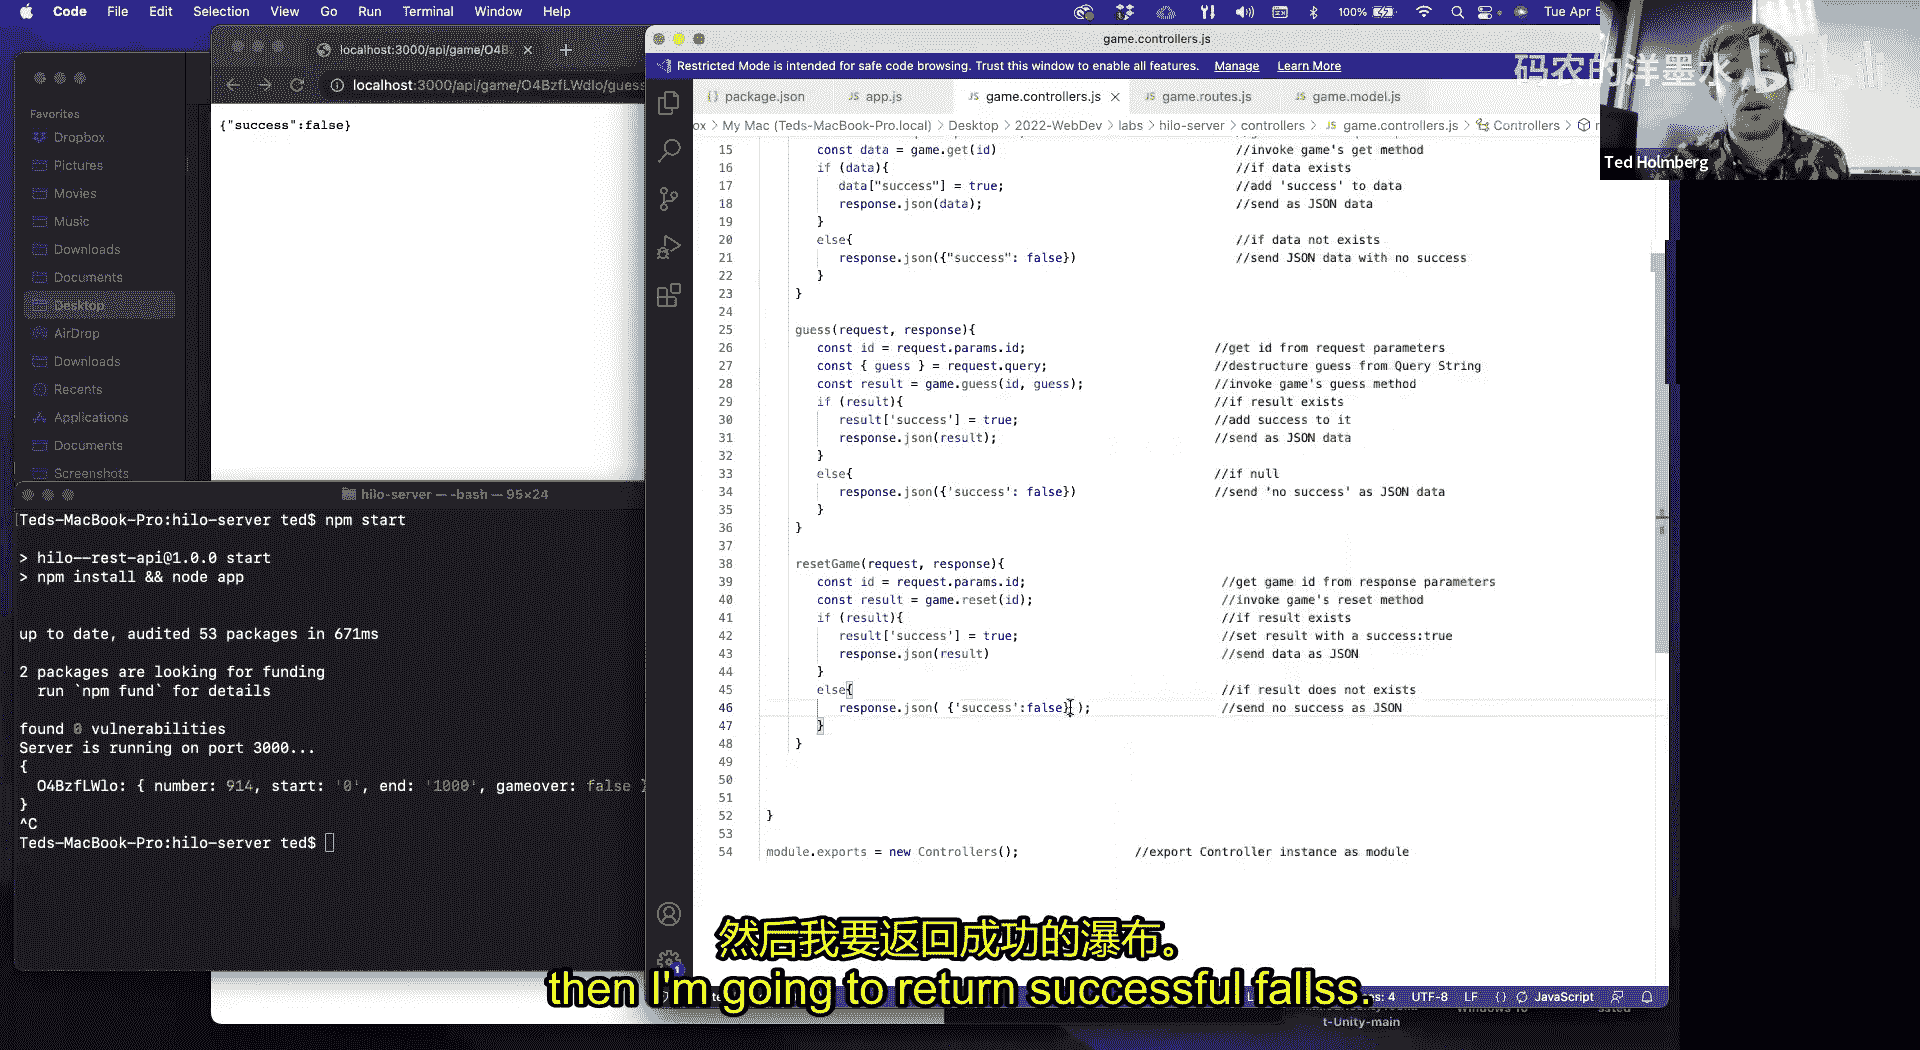 Code File Edit Selection View Go Run Terminal Window Help
100%
Tue Apr 5
localhost:3000/api/game/O4B
localhost:3000/api/game/O4BzfLWdlo/guess
{"success":false}
Favorites
Dropbox
Pictures
Movies
Music
Downloads
Documents
Desktop
AirDrop
Downloads
Recents
Applications
Documents
Screenshots
game.controllers.js
Restricted Mode is intended for safe code browsing. Trust this window to enable all features. Manage Learn More
package.json JS app.js JS game.controllers.js JS game.routes.js JS game.model.js
ox > My Mac (Teds-MacBook-Pro.local) > Desktop > 2022-WebDev > labs > hilo-server > controllers > JS game.controllers.js > Controllers >
15 const data = game.get(id) //invoke game's get method
16 if (data){ //if data exists
17 data["success"] = true; //add 'success' to data
18 response.json(data); //send as JSON data
19 }
20 else{ //if data not exists
21 response.json({"success": false}) //send JSON data with no success
22 }
23 }
24
25 guess(request, response){
26 const id = request.params.id; //get id from request parameters
27 const { guess } = request.query; //destructure guess from Query String
28 const result = game.guess(id, guess); //invoke game's guess method
29 if (result){ //if result exists
30 result['success'] = true; //add success to it
31 response.json(result); //send as JSON data
32 }
33 else{ //if null
34 response.json({'success': false}) //send 'no success' as JSON data
35 }
36 }
37
38 resetGame(request, response){
39 const id = request.params.id; //get game id from response parameters
40 const result = game.reset(id); //invoke game's reset method
41 if (result){ //if result exists
42 result['success'] = true; //set result with a success:true
43 response.json(result) //send data as JSON
44 }
45 else{ //if result does not exists
46 response.json( {'success':false} ); //send no success as JSON
47 }
48 }
49
50
51
52 }
53
54 module.exports = new Controllers(); //export Controller instance as module
hilo-server — -bash — 95×24
Teds-MacBook-Pro:hilo-server ted$ npm start
> hilo--rest-api@1.0.0 start
> npm install && node app
up to date, audited 53 packages in 671ms
2 packages are looking for funding
run `npm fund` for details
found 0 vulnerabilities
Server is running on port 3000...
{
O4BzfLWlo: { number: 914, start: '0', end: '1000', gameover: false }
}
^C
Teds-MacBook-Pro:hilo-server ted$
码农的洋墨水
bilibili
Ted Holmberg
然后我要返回成功的瀑布。
then I'm going to return successful fallss.
UTF-8 LF {} JavaScript
t-Unity-main